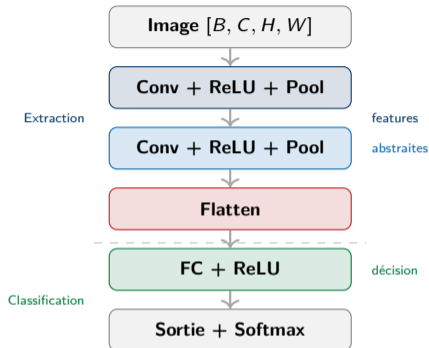 Image [B, C, H, W]
Conv + ReLU + Pool
Extraction
features
Conv + ReLU + Pool
abstraites
Flatten
FC + ReLU
décision
Classification
Sortie + Softmax